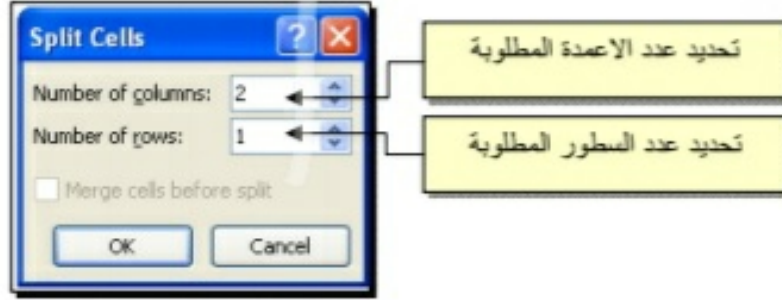 Split Cells
Number of columns: 2
Number of rows: 1
Merge cells before split
OK
Cancel
تحديد عدد الاعمدة المطلوبة
تحديد عدد السطور المطلوبة